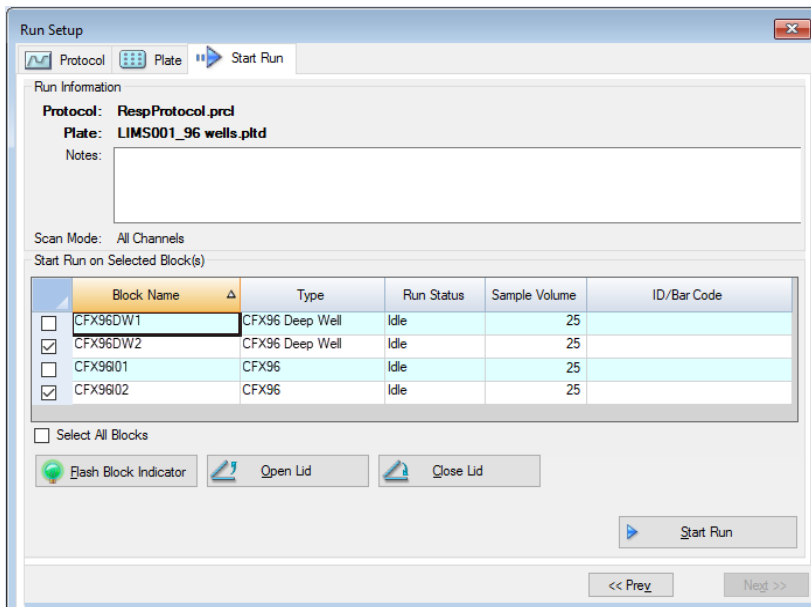 Run Setup
Protocol Plate Start Run
Run Information
Protocol: RespProtocol.prcl
Plate: LIMS001_96 wells.pltd
Notes:
Scan Mode: All Channels
Start Run on Selected Block(s)
Block Name Type Run Status Sample Volume ID/Bar Code
CFX96DW1 CFX96 Deep Well Idle 25
CFX96DW2 CFX96 Deep Well Idle 25
CFX96I01 CFX96 Idle 25
CFX96I02 CFX96 Idle 25
Select All Blocks
Flash Block Indicator Open Lid Close Lid
Start Run
<< Prev Next >>